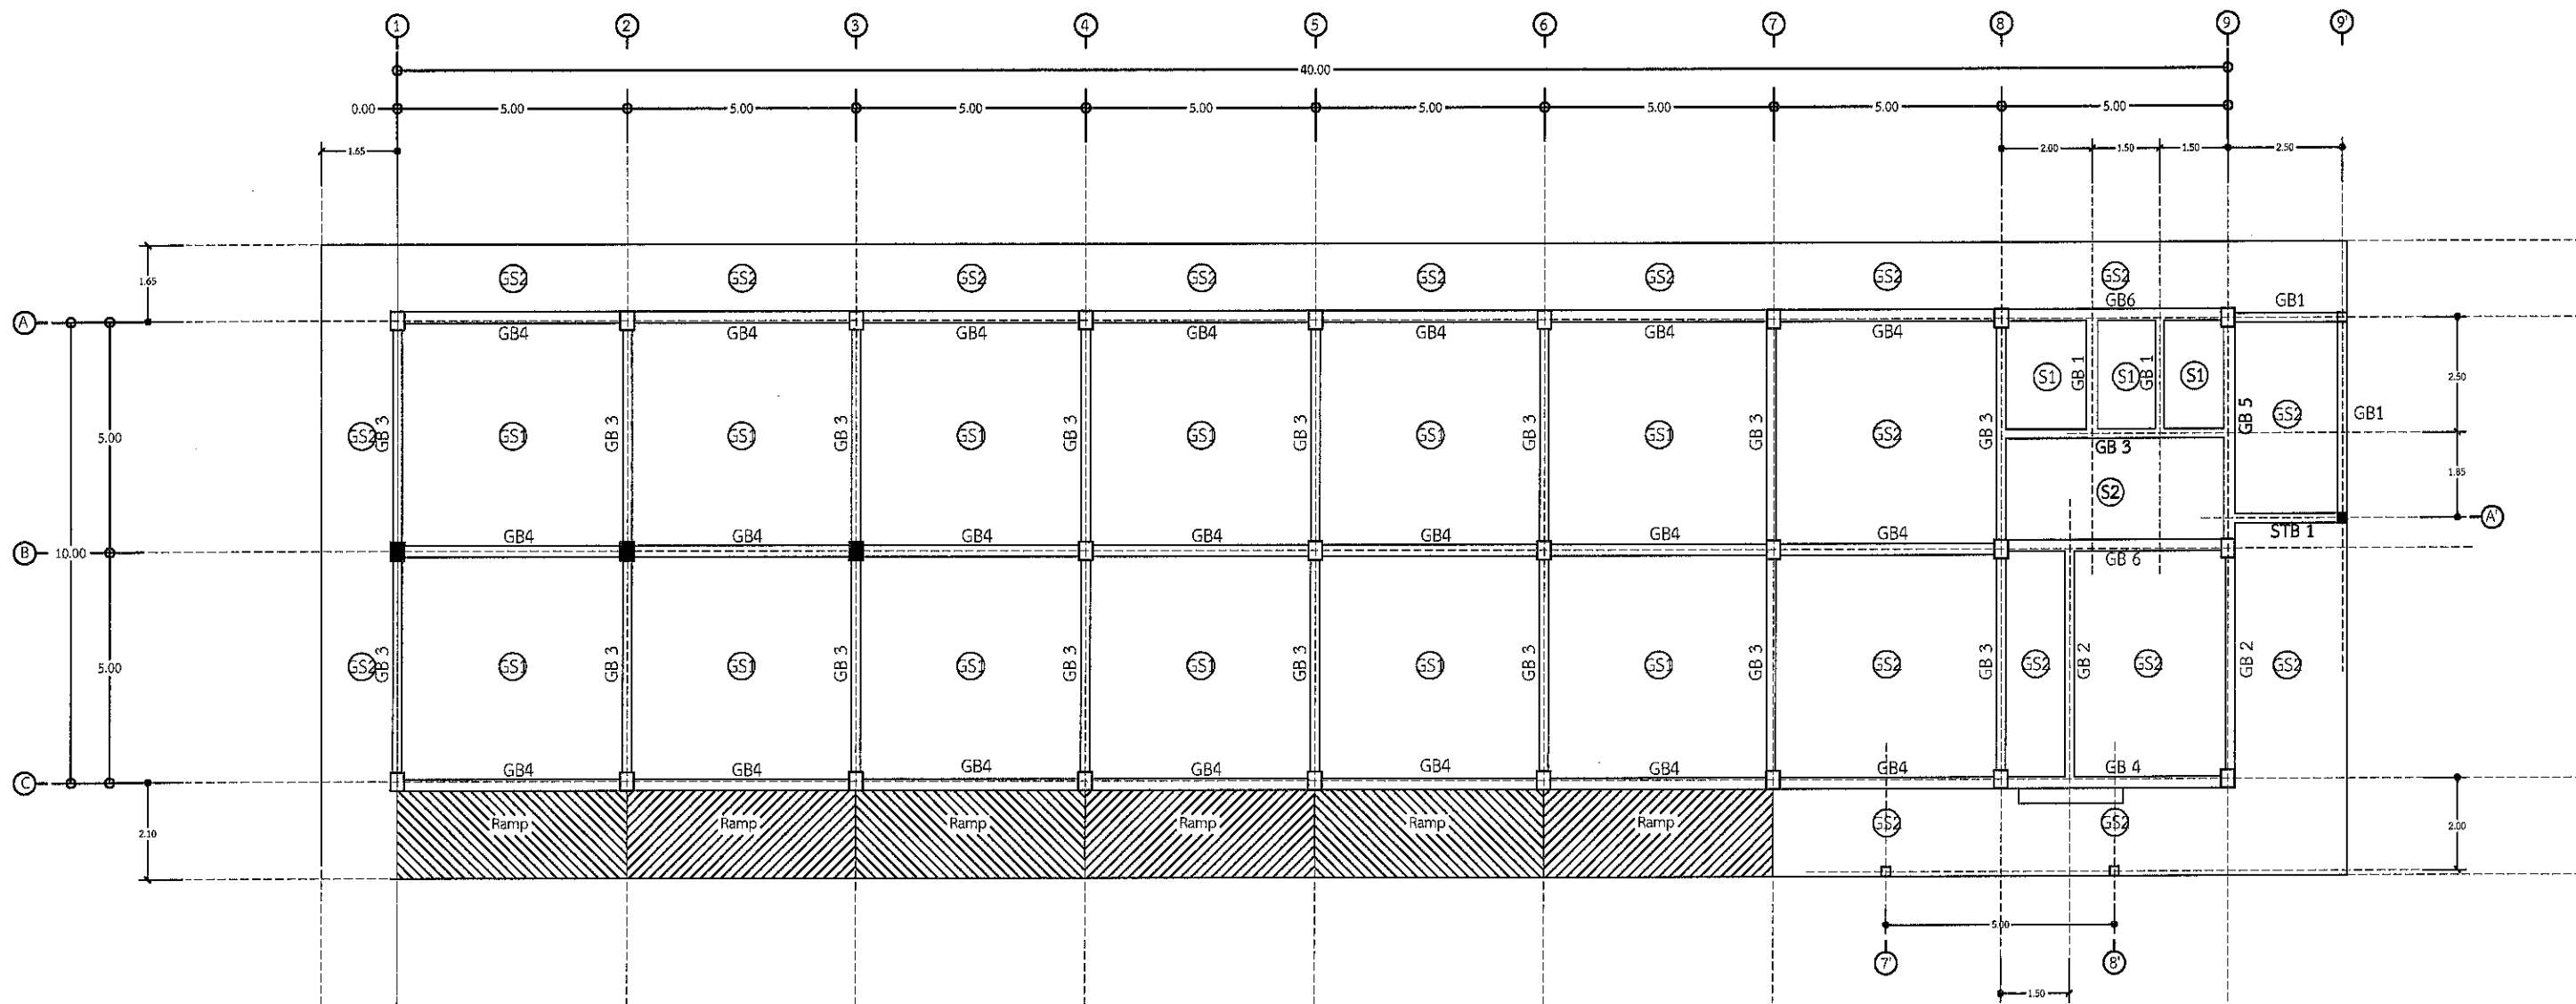 1 2 3 4 5 6 7 8 9 9'
40.00
0.00 5.00 5.00 5.00 5.00 5.00 5.00 5.00 5.00
1.65 2.00 1.50 1.50 2.50
GS2 GS2 GS2 GS2 GS2 GS2 GS2 GS2
1.65 GB6 GB1
A
GB4 GB4 GB4 GB4 GB4 GB4 GB4
S1 GB 1 S1 GB 1 S1 2.50
5.00 GS2 GB 3 GS1 GB 3 GS1 GB 3 GS1 GB 3 GS1 GB 3 GS1 GB 3 GS1 GB 3 GS2 GB 3 GB 5 GS2 GB1
GB 3
1.85
S2
A'
STB 1
GB4 GB4 GB4 GB4 GB4 GB4 GB4
B 10.00 GB 6
5.00 GS2 GB 3 GS1 GB 3 GS1 GB 3 GS1 GB 3 GS1 GB 3 GS1 GB 3 GS1 GB 3 GS2 GB 3 GS2 GB 2 GS2 GB 2 GS2
GB4 GB4 GB4 GB4 GB4 GB4 GB4 GB 4
C
2.10 Ramp Ramp Ramp Ramp Ramp Ramp GS2 GS2 2.00
5.00
7' 8'
1.50